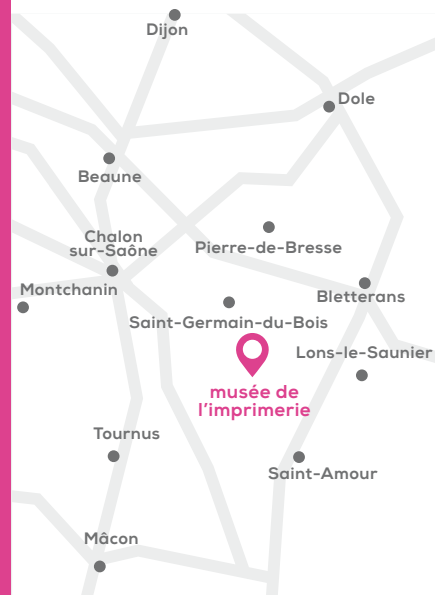 Dijon
Dole
Beaune
Chalon
sur-Saône
Pierre-de-Bresse
Montchanin
Bletterans
Saint-Germain-du-Bois
Lons-le-Saunier
musée de
l'imprimerie
Tournus
Saint-Amour
Mâcon